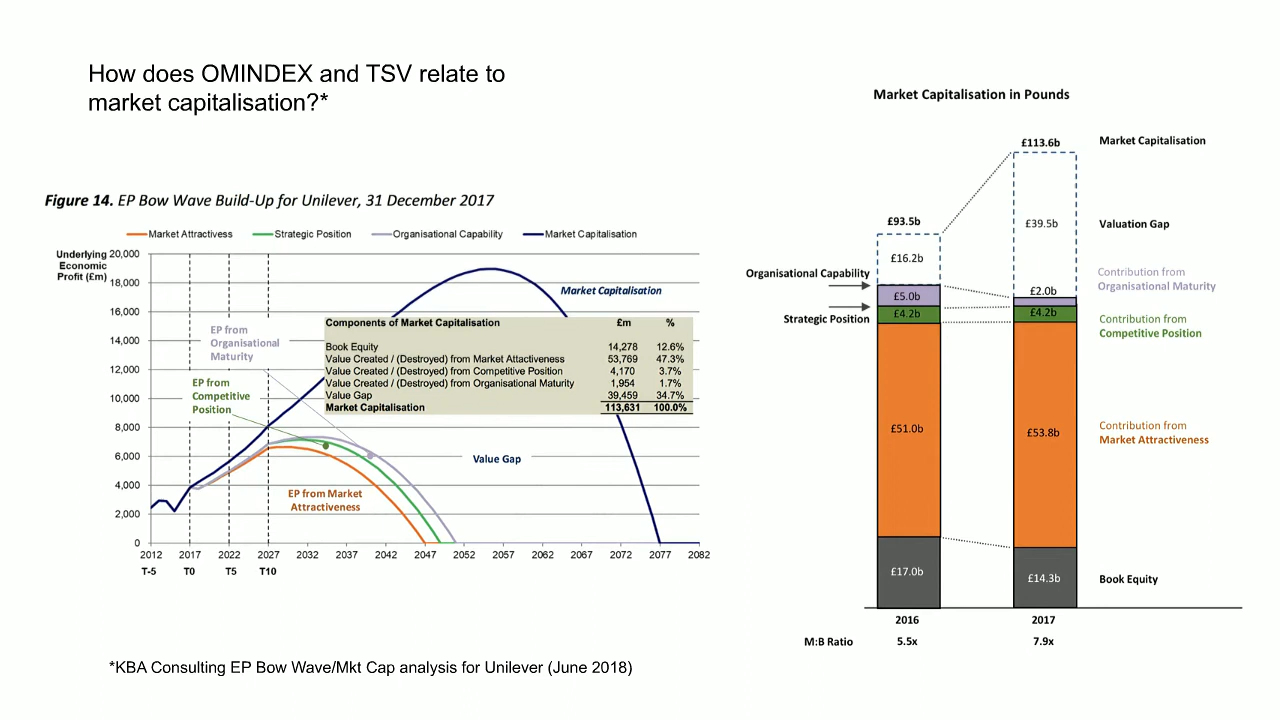 How does OMINDEX and TSV relate to
market capitalisation?*
Figure 14. EP Bow Wave Build-Up for Unilever, 31 December 2017
Market Attractivess
Strategic Position
Organisational Capability
Market Capitalisation
Underlying
Economic
Profit (£m)
20,000
18,000
16,000
14,000
12,000
10,000
8,000
6,000
4,000
2,000
0
Market Capitalisation
EP from
Organisational
Maturity
EP from
Competitive
Position
EP from Market
Attractiveness
Value Gap
Components of Market Capitalisation £m %
Book Equity 14,278 12.6%
Value Created / (Destroyed) from Market Attactiveness 53,769 47.3%
Value Created / (Destroyed) from Competitive Position 4,170 3.7%
Value Created / (Destroyed) from Organisational Maturity 1,954 1.7%
Value Gap 39,459 34.7%
Market Capitalisation 113,631 100.0%
2012 2017 2022 2027 2032 2037 2042 2047 2052 2057 2062 2067 2072 2077 2082
T-5 T0 T5 T10
*KBA Consulting EP Bow Wave/Mkt Cap analysis for Unilever (June 2018)
Market Capitalisation in Pounds
£113.6b
Market Capitalisation
£93.5b
£39.5b
Valuation Gap
£16.2b
Organisational Capability
Contribution from
Organisational Maturity
£5.0b
£2.0b
£4.2b
£4.2b
Strategic Position
Contribution from
Competitive Position
£51.0b
£53.8b
Contribution from
Market Attractiveness
£17.0b
£14.3b
Book Equity
2016 2017
M:B Ratio 5.5x 7.9x